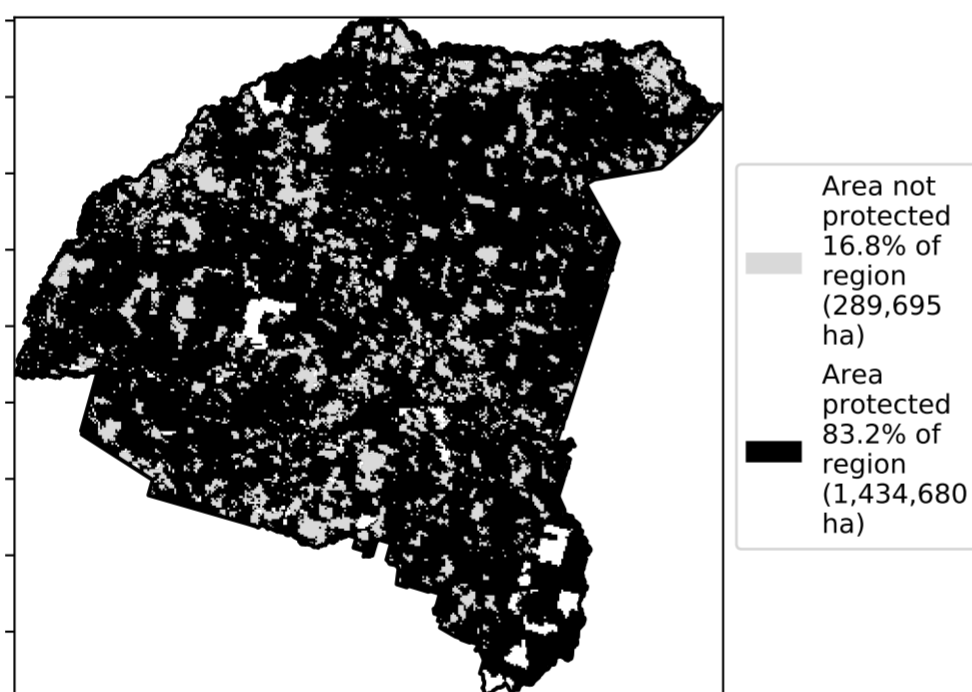 Area not
protected
16.8% of
region
(289,695
ha)
Area
protected
83.2% of
region
(1,434,680
ha)